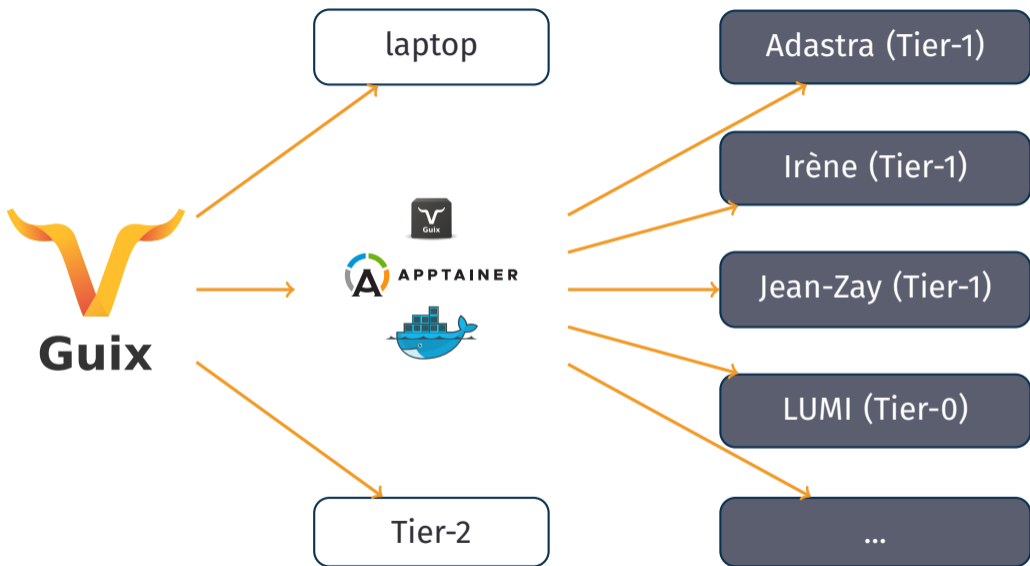 laptop
Adastra (Tier-1)
Irène (Tier-1)
Guix
APPTAINER
Jean-Zay (Tier-1)
Guix
LUMI (Tier-0)
Tier-2
...